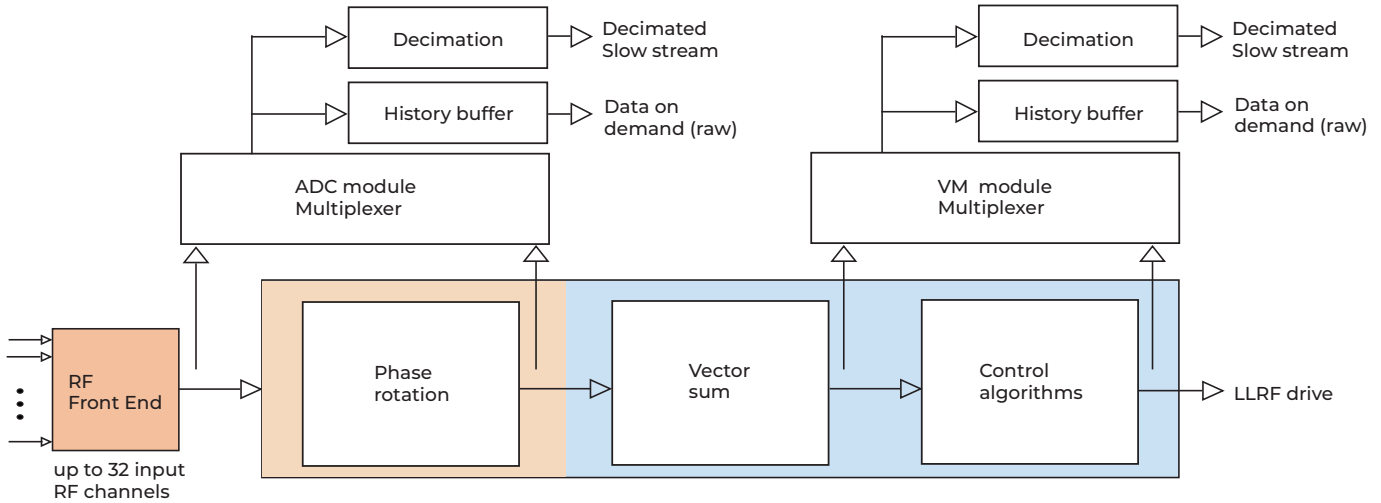 Decimation
Decimated
Slow stream
History buffer
Data on
demand (raw)
ADC module
Multiplexer
Decimation
Decimated
Slow stream
History buffer
Data on
demand (raw)
VM module
Multiplexer
RF
Front End
up to 32 input
RF channels
Phase
rotation
Vector
sum
Control
algorithms
LLRF drive